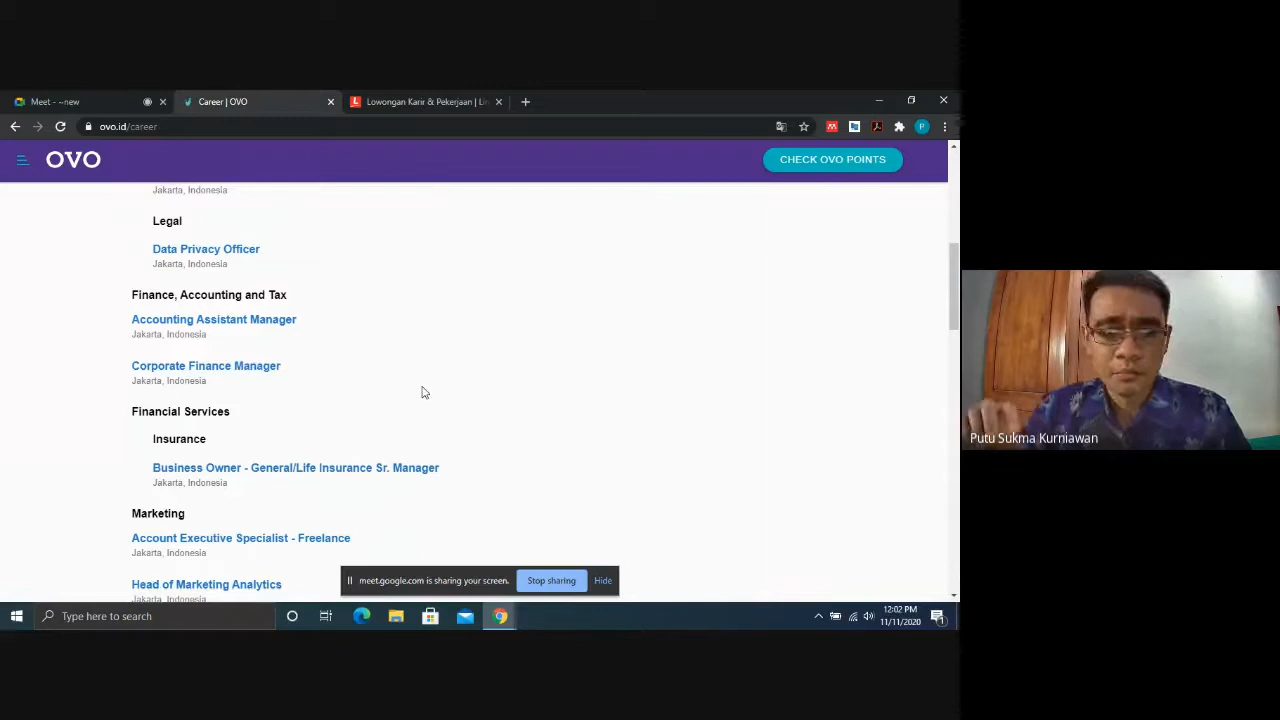 Meet - ~new
Career | OVO
Lowongan Karir & Pekerjaan | Lin
ovo.id/career
P
OVO
CHECK OVO POINTS
Jakarta, Indonesia
Legal
Data Privacy Officer
Jakarta, Indonesia
Finance, Accounting and Tax
Accounting Assistant Manager
Jakarta, Indonesia
Corporate Finance Manager
Jakarta, Indonesia
Financial Services
Insurance
Business Owner - General/Life Insurance Sr. Manager
Jakarta, Indonesia
Marketing
Account Executive Specialist - Freelance
Jakarta, Indonesia
Head of Marketing Analytics
Jakarta, Indonesia
meet.google.com is sharing your screen.
Stop sharing
Hide
Type here to search
12:02 PM
11/11/2020
1
Putu Sukma Kurniawan